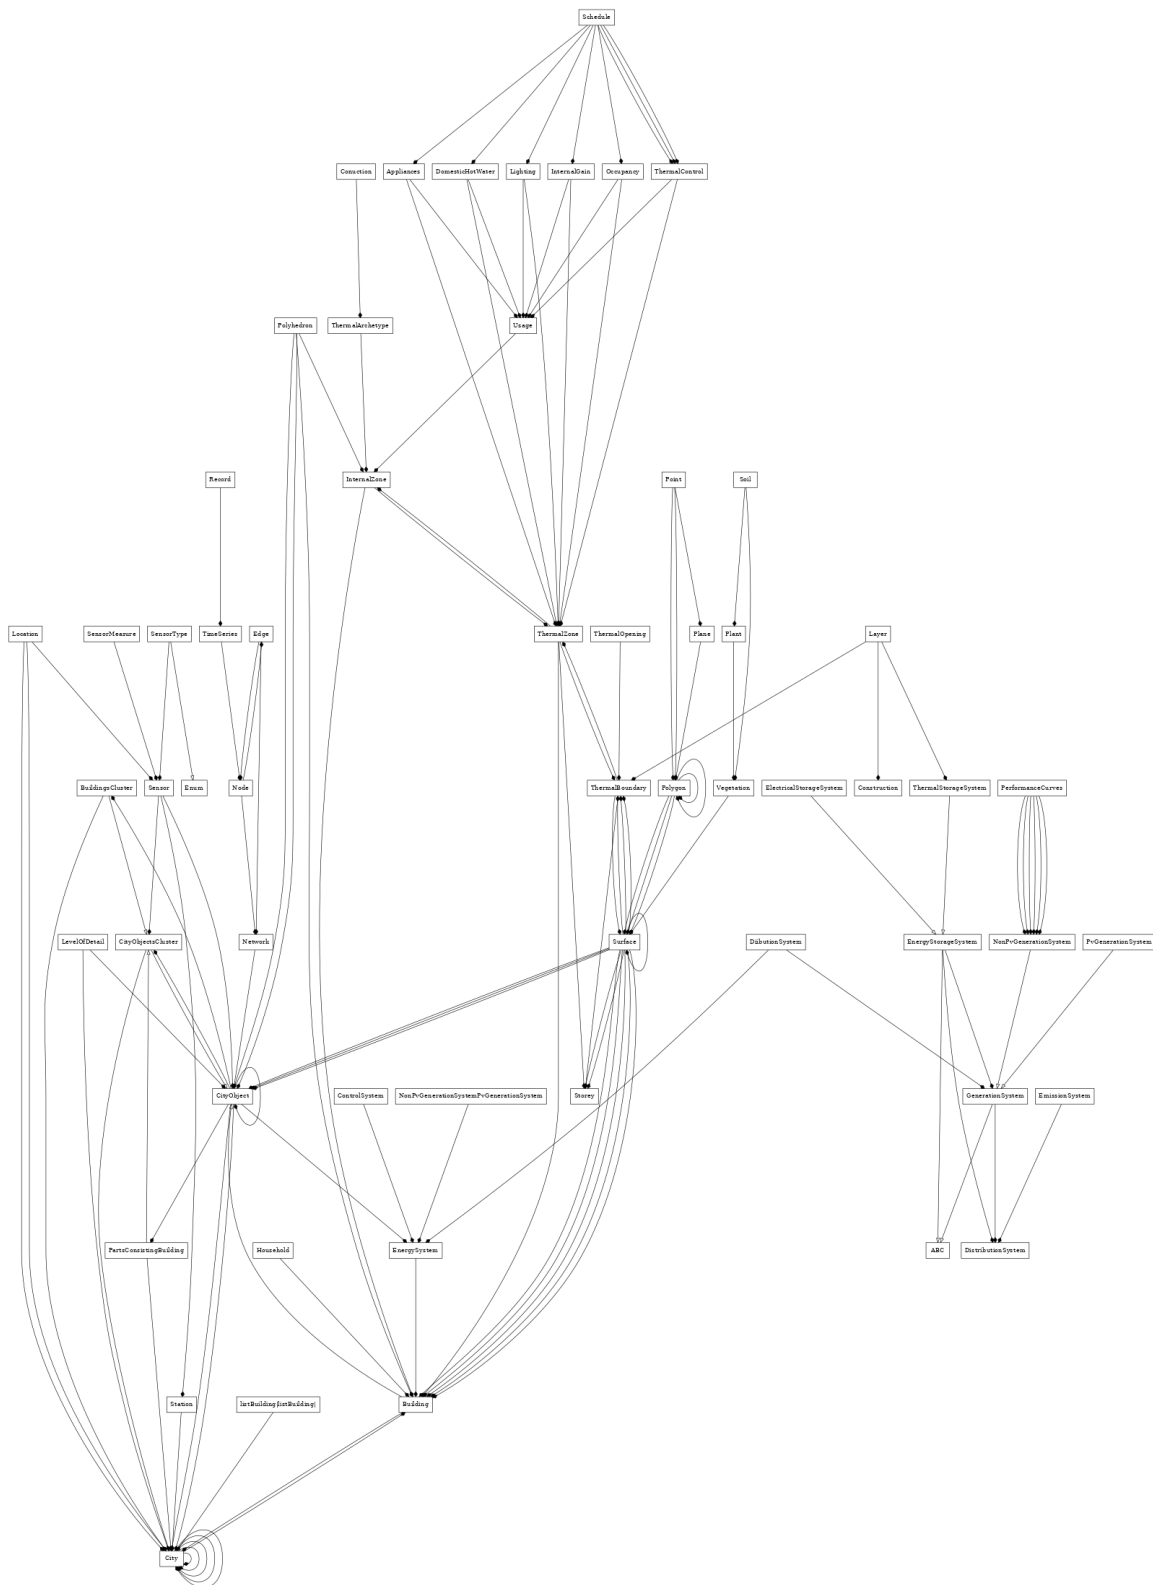 Schedule
Conuction
Appliances
DomesticHotWater
Lighting
InternalGain
Occupancy
ThermalControl
Polyhedron
ThermalArchetype
Usage
Record
InternalZone
Point
Soil
Location
SensorMeasure
SensorType
TimeSeries
Edge
ThermalZone
ThermalOpening
Plane
Plant
Layer
BuildingsCluster
Sensor
Enum
Node
ThermalBoundary
Polygon
Vegetation
ElectricalStorageSystem
Construction
ThermalStorageSystem
PerformanceCurves
LevelOfDetail
CityObjectsCluster
Network
Surface
DiibutionSystem
EnergyStorageSystem
NonPvGenerationSystem
PvGenerationSystem
CityObject
ControlSystem
NonPvGenerationSystemPvGenerationSystem
Storey
GenerationSystem
EmissionSystem
PartsConsistingBuilding
Household
EnergySystem
ABC
DistributionSystem
Station
Building
City